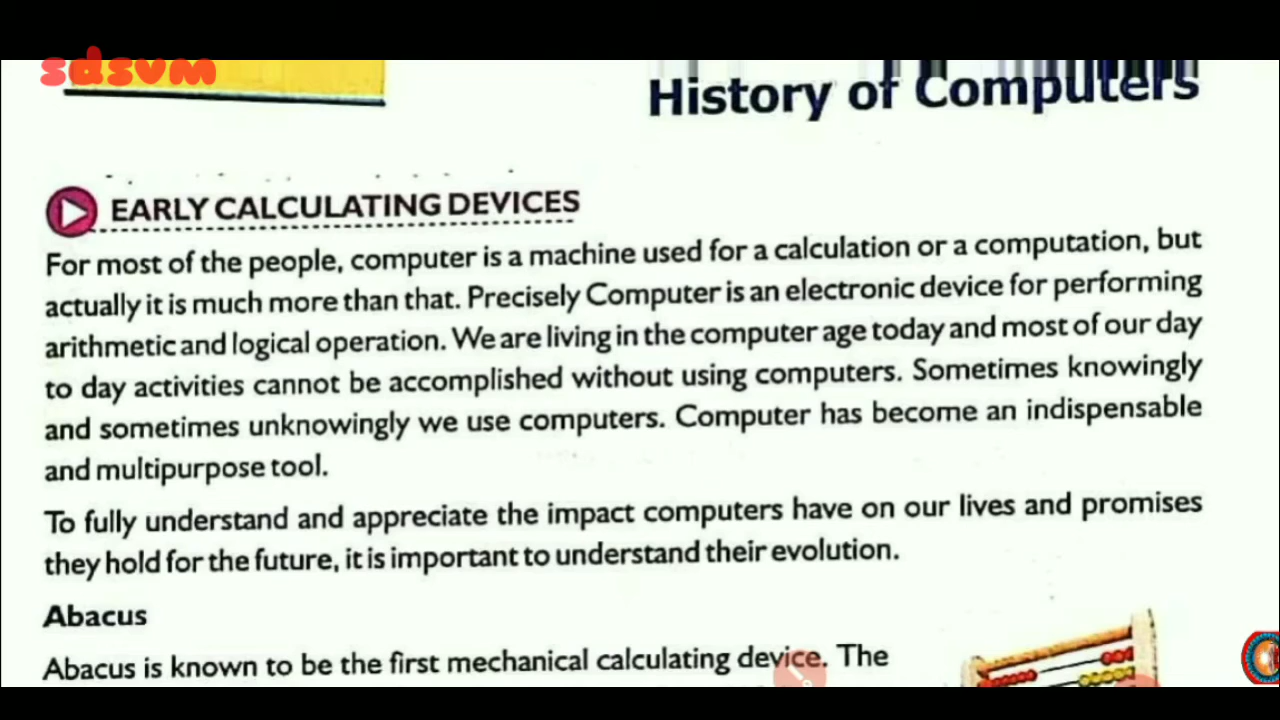 sdsvm
History of Computers
EARLY CALCULATING DEVICES
For most of the people, computer is a machine used for a calculation or a computation, but
actually it is much more than that. Precisely Computer is an electronic device for performing
arithmetic and logical operation. We are living in the computer age today and most of our day
to day activities cannot be accomplished without using computers. Sometimes knowingly
and sometimes unknowingly we use computers. Computer has become an indispensable
and multipurpose tool.
To fully understand and appreciate the impact computers have on our lives and promises
they hold for the future, it is important to understand their evolution.
Abacus
Abacus is known to be the first mechanical calculating device. The